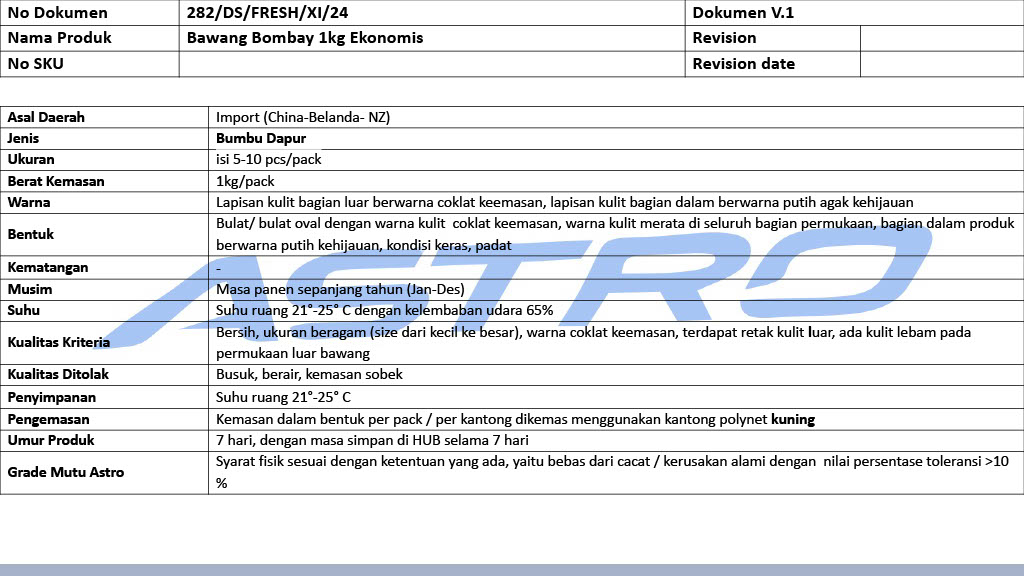 No Dokumen 282/DS/FRESH/XI/24 Dokumen V.1
Nama Produk Bawang Bombay 1kg Ekonomis Revision
No SKU Revision date
Asal Daerah Import (China-Belanda- NZ)
Jenis Bumbu Dapur
Ukuran isi 5-10 pcs/pack
Berat Kemasan 1kg/pack
Warna Lapisan kulit bagian luar berwarna coklat keemasan, lapisan kulit bagian dalam berwarna putih agak kehijauan
Bentuk Bulat/ bulat oval dengan warna kulit  coklat keemasan, warna kulit merata di seluruh bagian permukaan, bagian dalam produk
berwarna putih kehijauan, kondisi keras, padat
Kematangan -
Musim Masa panen sepanjang tahun (Jan-Des)
Suhu Suhu ruang 21°-25° C dengan kelembaban udara 65%
Kualitas Kriteria Bersih, ukuran beragam (size dari kecil ke besar), warna coklat keemasan, terdapat retak kulit luar, ada kulit lebam pada
permukaan luar bawang
Kualitas Ditolak Busuk, berair, kemasan sobek
Penyimpanan Suhu ruang 21°-25° C
Pengemasan Kemasan dalam bentuk per pack / per kantong dikemas menggunakan kantong polynet kuning
Umur Produk 7 hari, dengan masa simpan di HUB selama 7 hari
Grade Mutu Astro Syarat fisik sesuai dengan ketentuan yang ada, yaitu bebas dari cacat / kerusakan alami dengan  nilai persentase toleransi >10
%
ASTRO